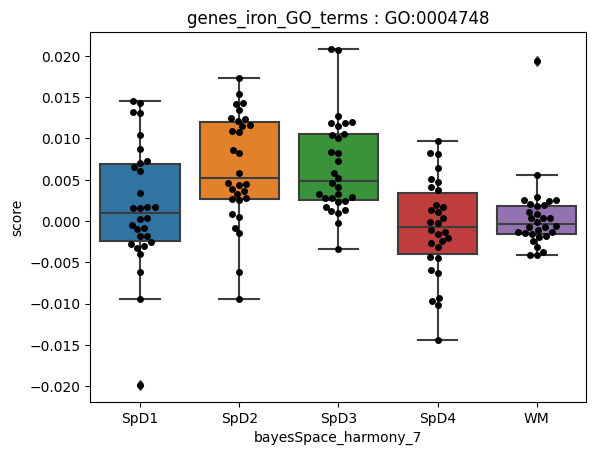 genes_iron_GO_terms : GO:0004748
0.020
0.015
0.010
0.005
0.000
−0.005
−0.010
−0.015
−0.020
score
SpD1 SpD2 SpD3 SpD4 WM
bayesSpace_harmony_7